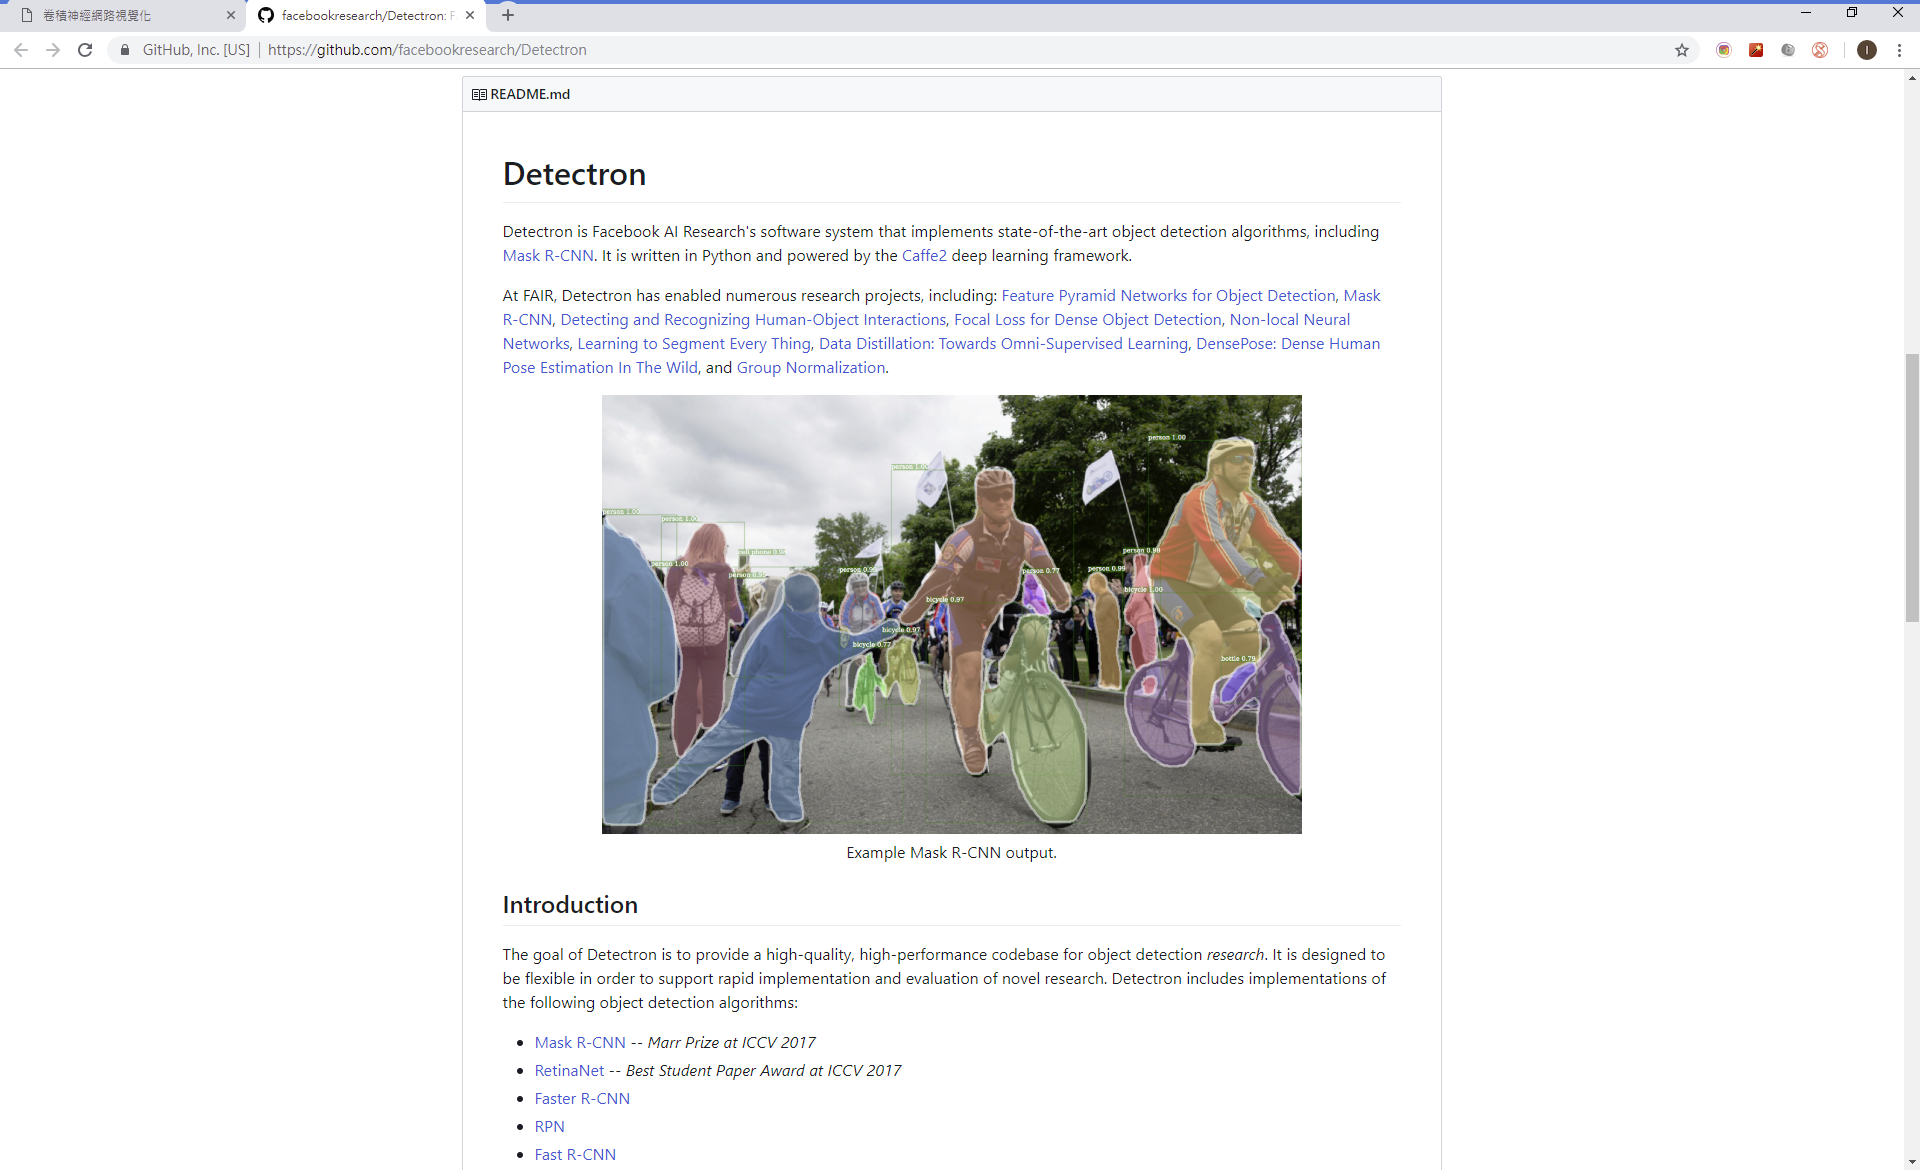 卷積神經網路視覺化
facebookresearch/Detectron: F
GitHub, Inc. [US] | https://github.com/facebookresearch/Detectron
I
README.md
Detectron
Detectron is Facebook AI Research's software system that implements state-of-the-art object detection algorithms, including
Mask R-CNN. It is written in Python and powered by the Caffe2 deep learning framework.
At FAIR, Detectron has enabled numerous research projects, including: Feature Pyramid Networks for Object Detection, Mask
R-CNN, Detecting and Recognizing Human-Object Interactions, Focal Loss for Dense Object Detection, Non-local Neural
Networks, Learning to Segment Every Thing, Data Distillation: Towards Omni-Supervised Learning, DensePose: Dense Human
Pose Estimation In The Wild, and Group Normalization.
person 1.00
person 1.00
person 1.00
person 1.00
cell phone 0.98
person 1.00
person 0.99
person 0.99
person 0.77
person 0.99
person 0.98
bicycle 1.00
bicycle 0.97
bicycle 0.97
bicycle 0.77
bottle 0.79
Example Mask R-CNN output.
Introduction
The goal of Detectron is to provide a high-quality, high-performance codebase for object detection research. It is designed to
be flexible in order to support rapid implementation and evaluation of novel research. Detectron includes implementations of
the following object detection algorithms:
• Mask R-CNN -- Marr Prize at ICCV 2017
• RetinaNet -- Best Student Paper Award at ICCV 2017
• Faster R-CNN
• RPN
• Fast R-CNN